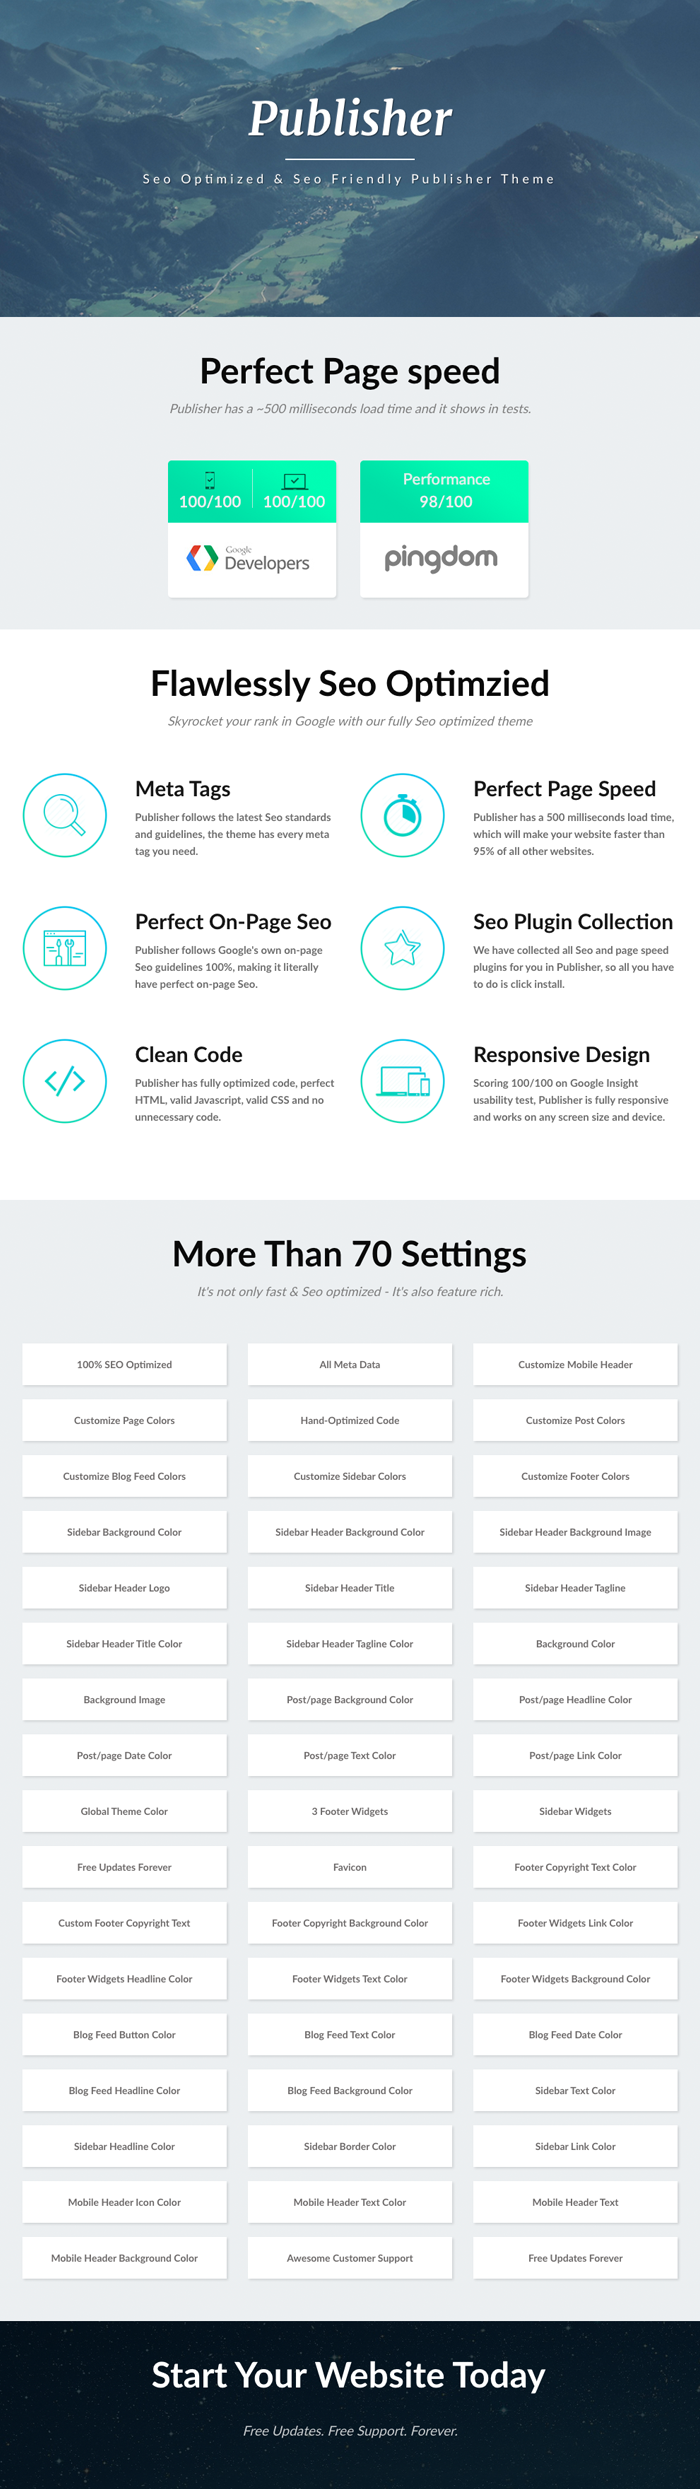 Publisher
Seo Optimized & Seo Friendly Publisher Theme
Perfect Page speed
Publisher has a ~500 milliseconds load time and it shows in tests.
100/100
100/100
Google
Developers
Performance
98/100
pingdom
Flawlessly Seo Optimzied
Skyrocket your rank in Google with our fully Seo optimized theme
Meta Tags
Publisher follows the latest Seo standards
and guidelines, the theme has every meta
tag you need.
Perfect Page Speed
Publisher has a 500 milliseconds load time,
which will make your website faster than
95% of all other websites.
Perfect On-Page Seo
Publisher follows Google's own on-page
Seo guidelines 100%, making it literally
have perfect on-page Seo.
Seo Plugin Collection
We have collected all Seo and page speed
plugins for you in Publisher, so all you have
to do is click install.
Clean Code
Publisher has fully optimized code, perfect
HTML, valid Javascript, valid CSS and no
unnecessary code.
Responsive Design
Scoring 100/100 on Google Insight
usability test, Publisher is fully responsive
and works on any screen size and device.
More Than 70 Settings
It's not only fast & Seo optimized - It's also feature rich.
100% SEO Optimized
All Meta Data
Customize Mobile Header
Customize Page Colors
Hand-Optimized Code
Customize Post Colors
Customize Blog Feed Colors
Customize Sidebar Colors
Customize Footer Colors
Sidebar Background Color
Sidebar Header Background Color
Sidebar Header Background Image
Sidebar Header Logo
Sidebar Header Title
Sidebar Header Tagline
Sidebar Header Title Color
Sidebar Header Tagline Color
Background Color
Background Image
Post/page Background Color
Post/page Headline Color
Post/page Date Color
Post/page Text Color
Post/page Link Color
Global Theme Color
3 Footer Widgets
Sidebar Widgets
Free Updates Forever
Favicon
Footer Copyright Text Color
Custom Footer Copyright Text
Footer Copyright Background Color
Footer Widgets Link Color
Footer Widgets Headline Color
Footer Widgets Text Color
Footer Widgets Background Color
Blog Feed Button Color
Blog Feed Text Color
Blog Feed Date Color
Blog Feed Headline Color
Blog Feed Background Color
Sidebar Text Color
Sidebar Headline Color
Sidebar Border Color
Sidebar Link Color
Mobile Header Icon Color
Mobile Header Text Color
Mobile Header Text
Mobile Header Background Color
Awesome Customer Support
Free Updates Forever
Start Your Website Today
Free Updates. Free Support. Forever.